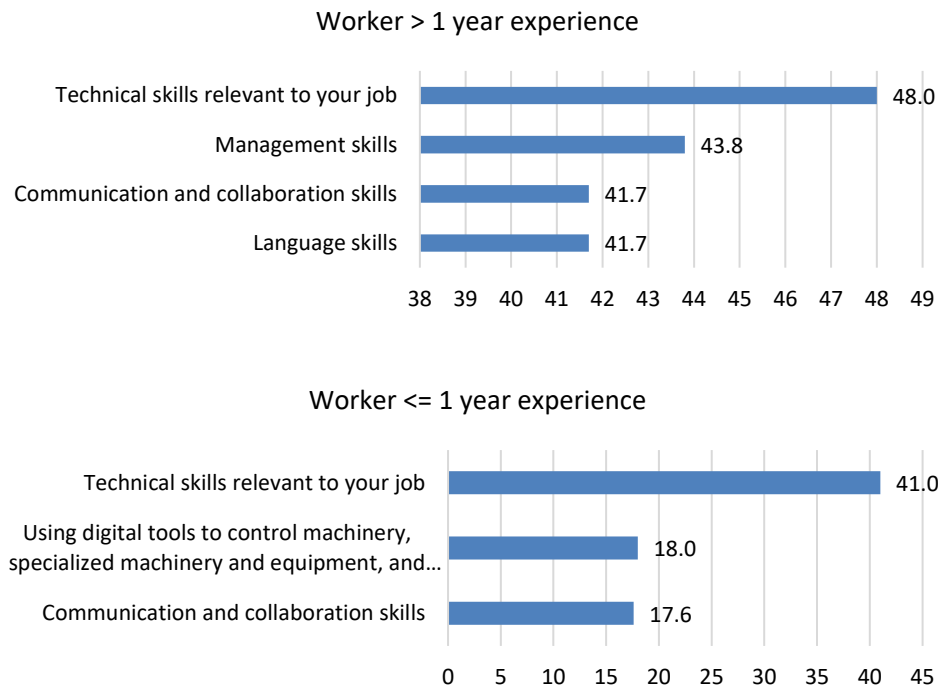 Worker > 1 year experience
Technical skills relevant to your job 48.0
Management skills 43.8
Communication and collaboration skills 41.7
Language skills 41.7
38 39 40 41 42 43 44 45 46 47 48 49
Worker <= 1 year experience
Technical skills relevant to your job 41.0
Using digital tools to control machinery,
specialized machinery and equipment, and... 18.0
Communication and collaboration skills 17.6
0 5 10 15 20 25 30 35 40 45